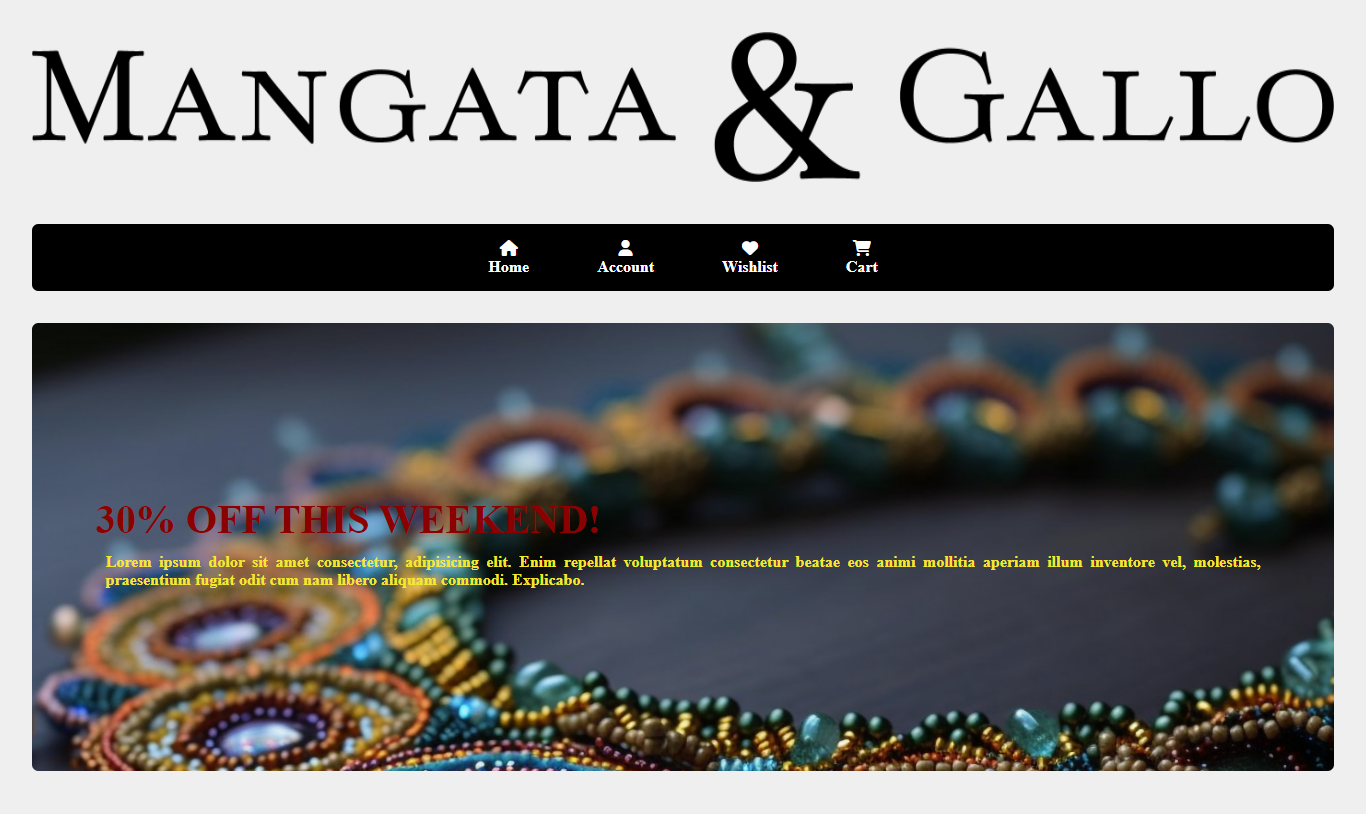 MANGATA & GALLO
Home Account Wishlist Cart
30% OFF THIS WEEKEND!
Lorem ipsum dolor sit amet consectetur, adipisicing elit. Enim repellat voluptatum consectetur beatae eos animi mollitia aperiam illum inventore vel, molestias,
praesentium fugiat odit cum nam libero aliquam commodi. Explicabo.